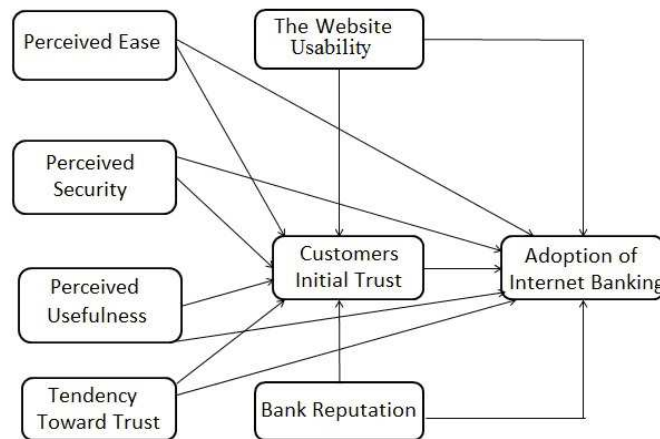 Perceived Ease
The Website
Usability
Perceived
Security
Customers
Initial Trust
Adoption of
Internet Banking
Perceived
Usefulness
Tendency
Toward Trust
Bank Reputation